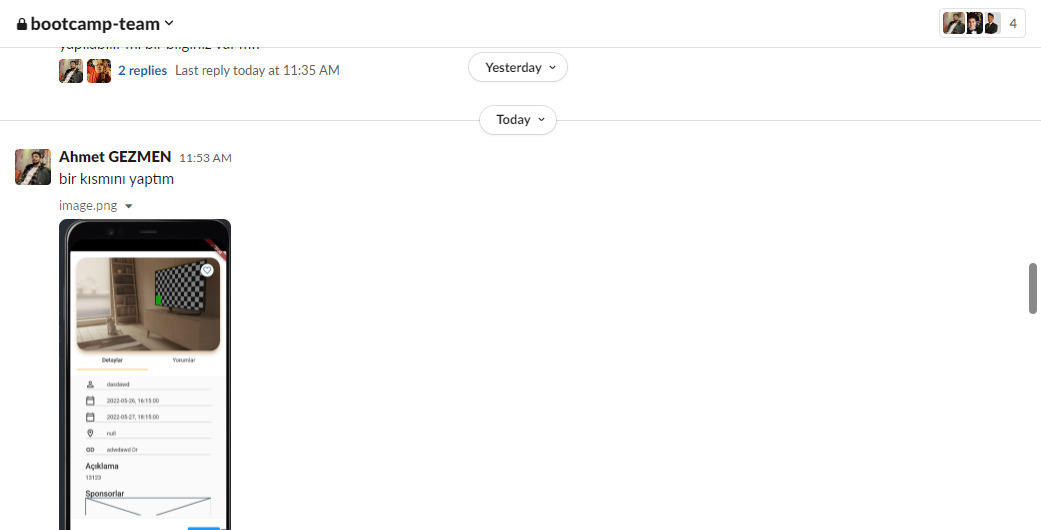 bootcamp-team
4
2 replies Last reply today at 11:35 AM
Yesterday
Today
Ahmet GEZMEN 11:53 AM
bir kısmını yaptım
image.png
Detaylar Yorumlar
dasdawd
2022-05-26, 16:15:00
2022-05-27, 18:15:00
null
adwdawd Dr
Açıklama
13123
Sponsorlar